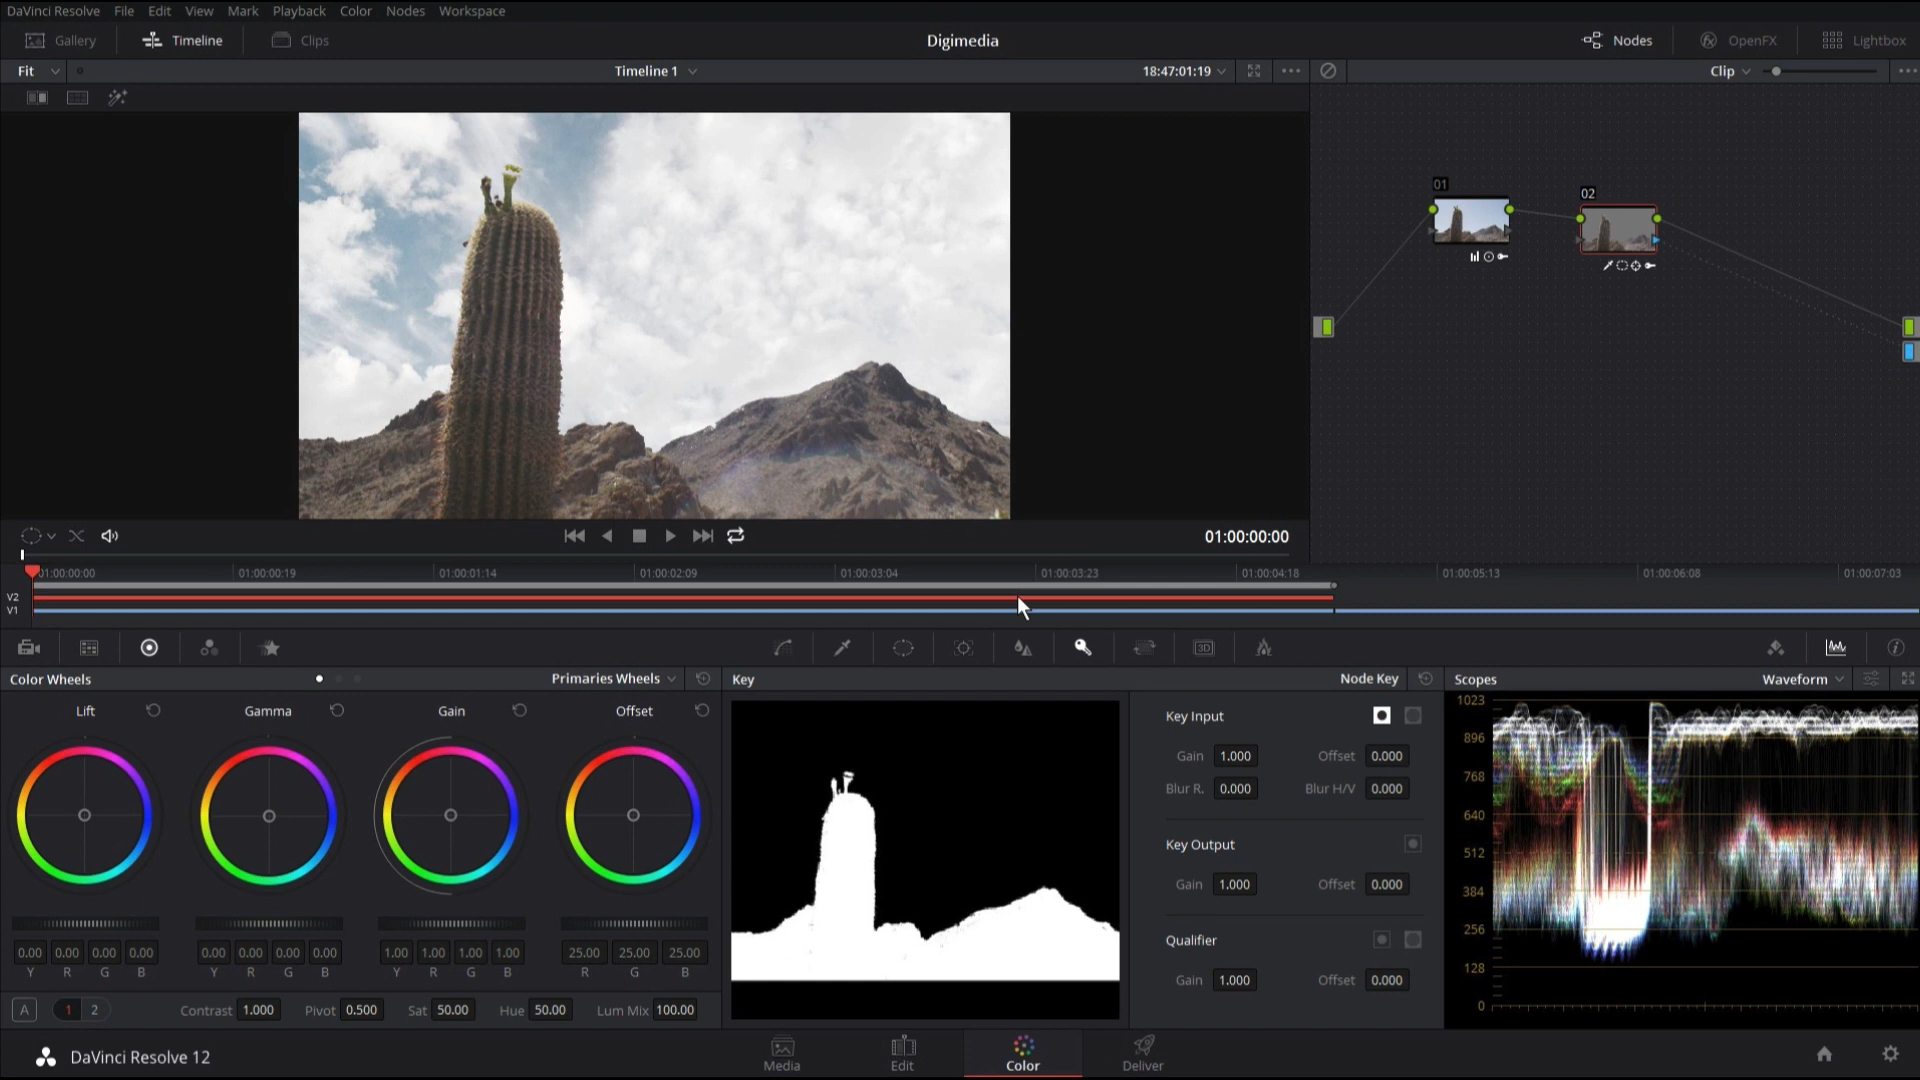 DaVinci Resolve File Edit View Mark Playback Color Nodes Workspace
Gallery Timeline Clips Digimedia Nodes OpenFX Lightbox
Fit Timeline 1 18:47:01:19 Clip
01 02
01:00:00:00
01:00:00:00 01:00:00:19 01:00:01:14 01:00:02:09 01:00:03:04 01:00:03:23 01:00:04:18 01:00:05:13 01:00:06:08 01:00:07:03
V2
V1
3D
Color Wheels Primaries Wheels Key Node Key Scopes Waveform
Lift Gamma Gain Offset
Key Input
Gain 1.000 Offset 0.000
Blur R. 0.000 Blur H/V 0.000
Key Output
Gain 1.000 Offset 0.000
Qualifier
Gain 1.000 Offset 0.000
1023
896
768
640
512
384
256
128
0
0.00 0.00 0.00 0.00 0.00 0.00 0.00 0.00 1.00 1.00 1.00 1.00 25.00 25.00 25.00
Y R G B Y R G B Y R G B R G B
A 1 2 Contrast 1.000 Pivot 0.500 Sat 50.00 Hue 50.00 Lum Mix 100.00
DaVinci Resolve 12 Media Edit Color Deliver